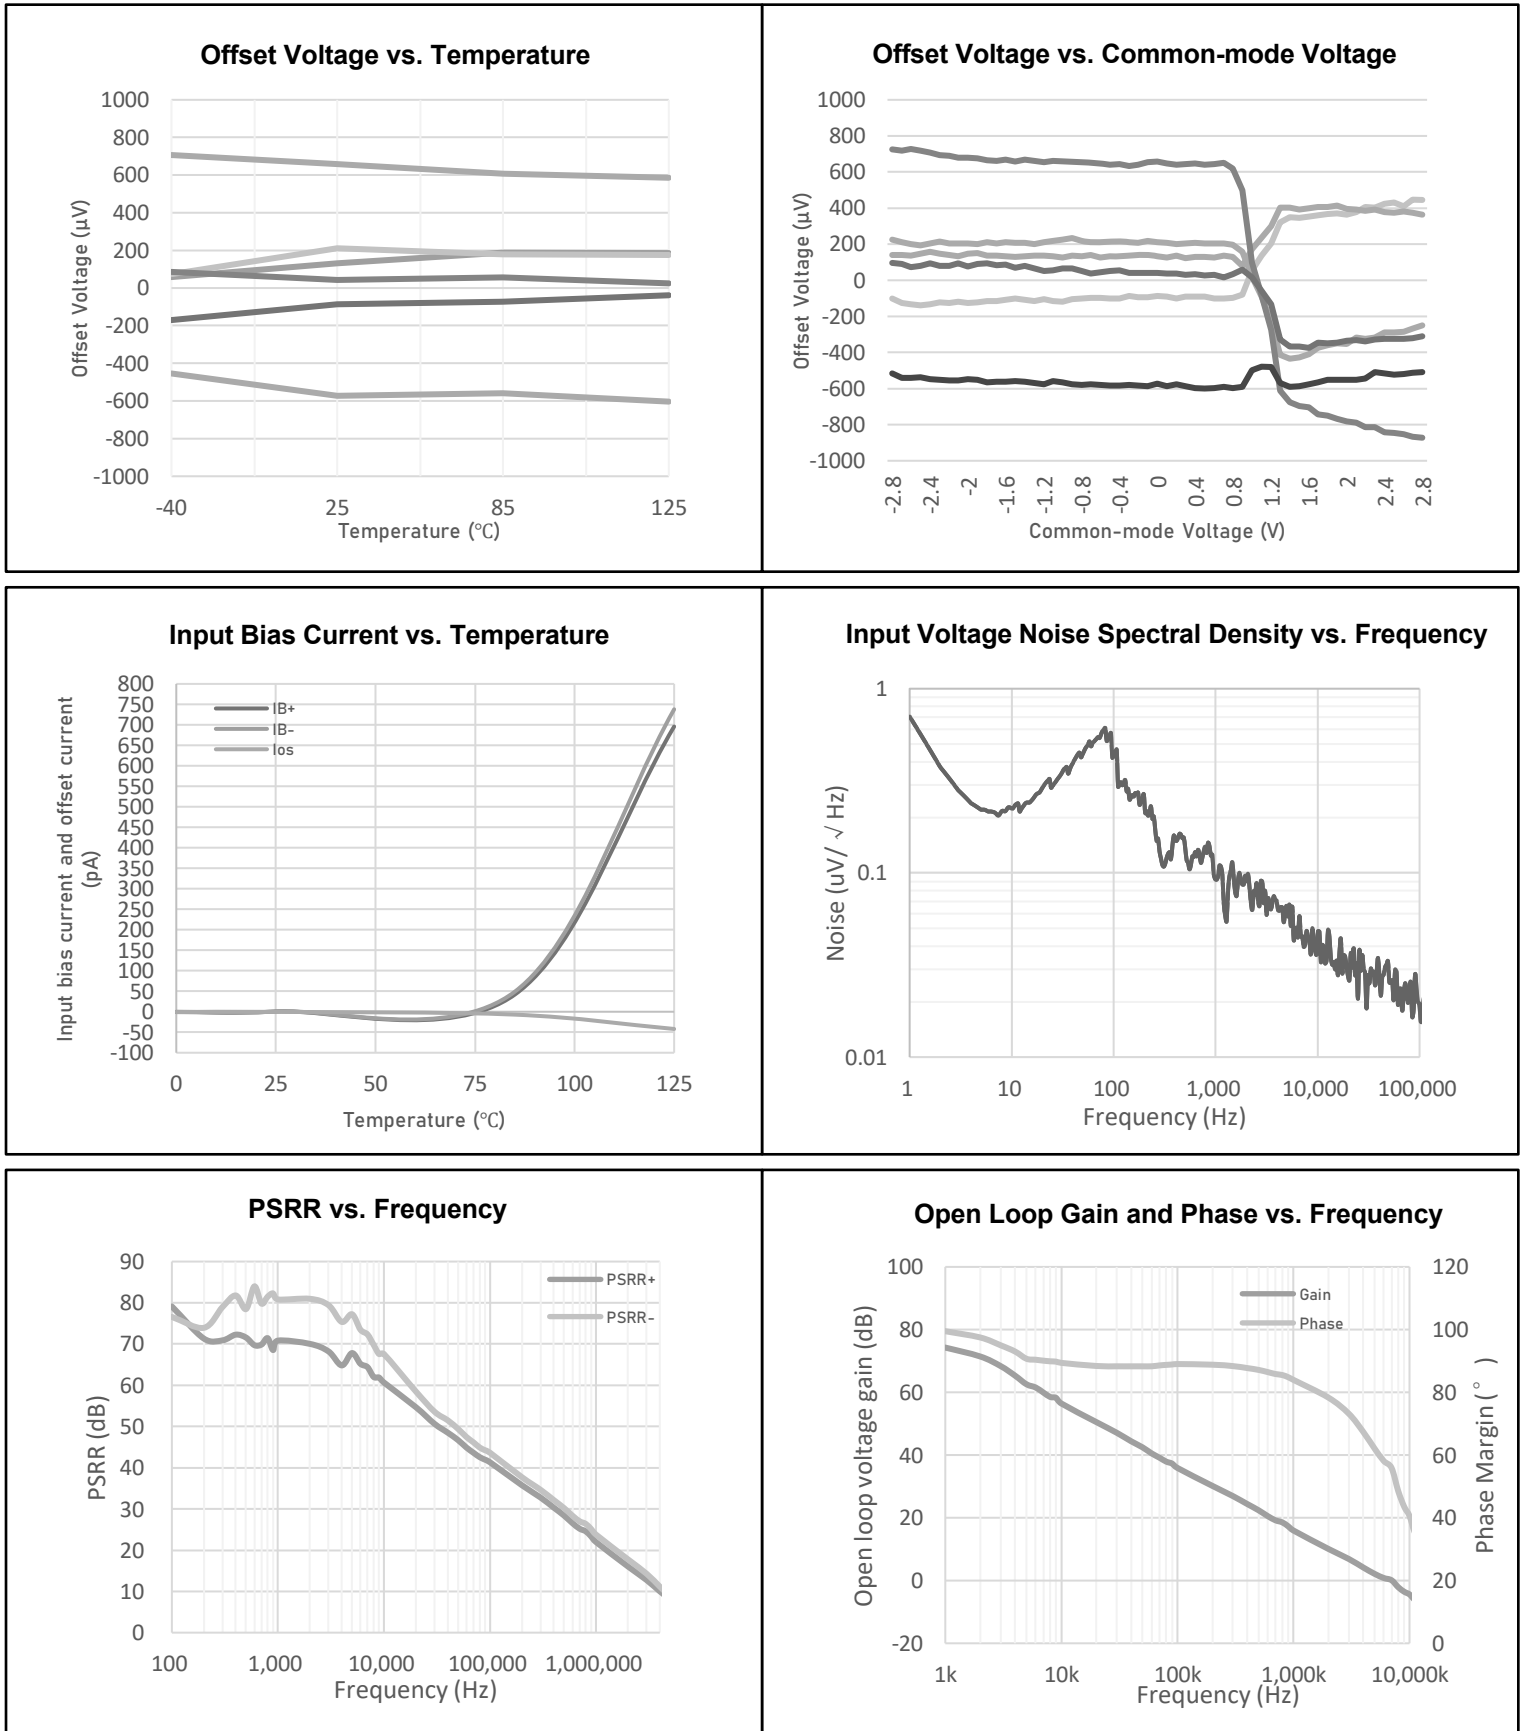 Offset Voltage vs. Temperature
1000
800
600
400
200
0
-200
-400
-600
-800
-1000
Offset Voltage (µV)
-40 25 85 125
Temperature (℃)
Offset Voltage vs. Common-mode Voltage
1000
800
600
400
200
0
-200
-400
-600
-800
-1000
Offset Voltage (µV)
-2.8 -2.4 -2 -1.6 -1.2 -0.8 -0.4 0 0.4 0.8 1.2 1.6 2 2.4 2.8
Common-mode Voltage (V)
Input Bias Current vs. Temperature
800
750
700
650
600
550
500
450
400
350
300
250
200
150
100
50
0
-50
-100
Input bias current and offset current
(pA)
IB+
IB-
Ios
0 25 50 75 100 125
Temperature (℃)
Input Voltage Noise Spectral Density vs. Frequency
1
0.1
0.01
Noise (uV/ √ Hz)
1 10 100 1,000 10,000 100,000
Frequency (Hz)
PSRR vs. Frequency
90
80
70
60
50
40
30
20
10
0
PSRR (dB)
PSRR+
PSRR-
100 1,000 10,000 100,000 1,000,000
Frequency (Hz)
Open Loop Gain and Phase vs. Frequency
100
80
60
40
20
0
-20
Open loop voltage gain (dB)
Gain
Phase
120
100
80
60
40
20
0
Phase Margin ( ° )
1k 10k 100k 1,000k 10,000k
Frequency (Hz)